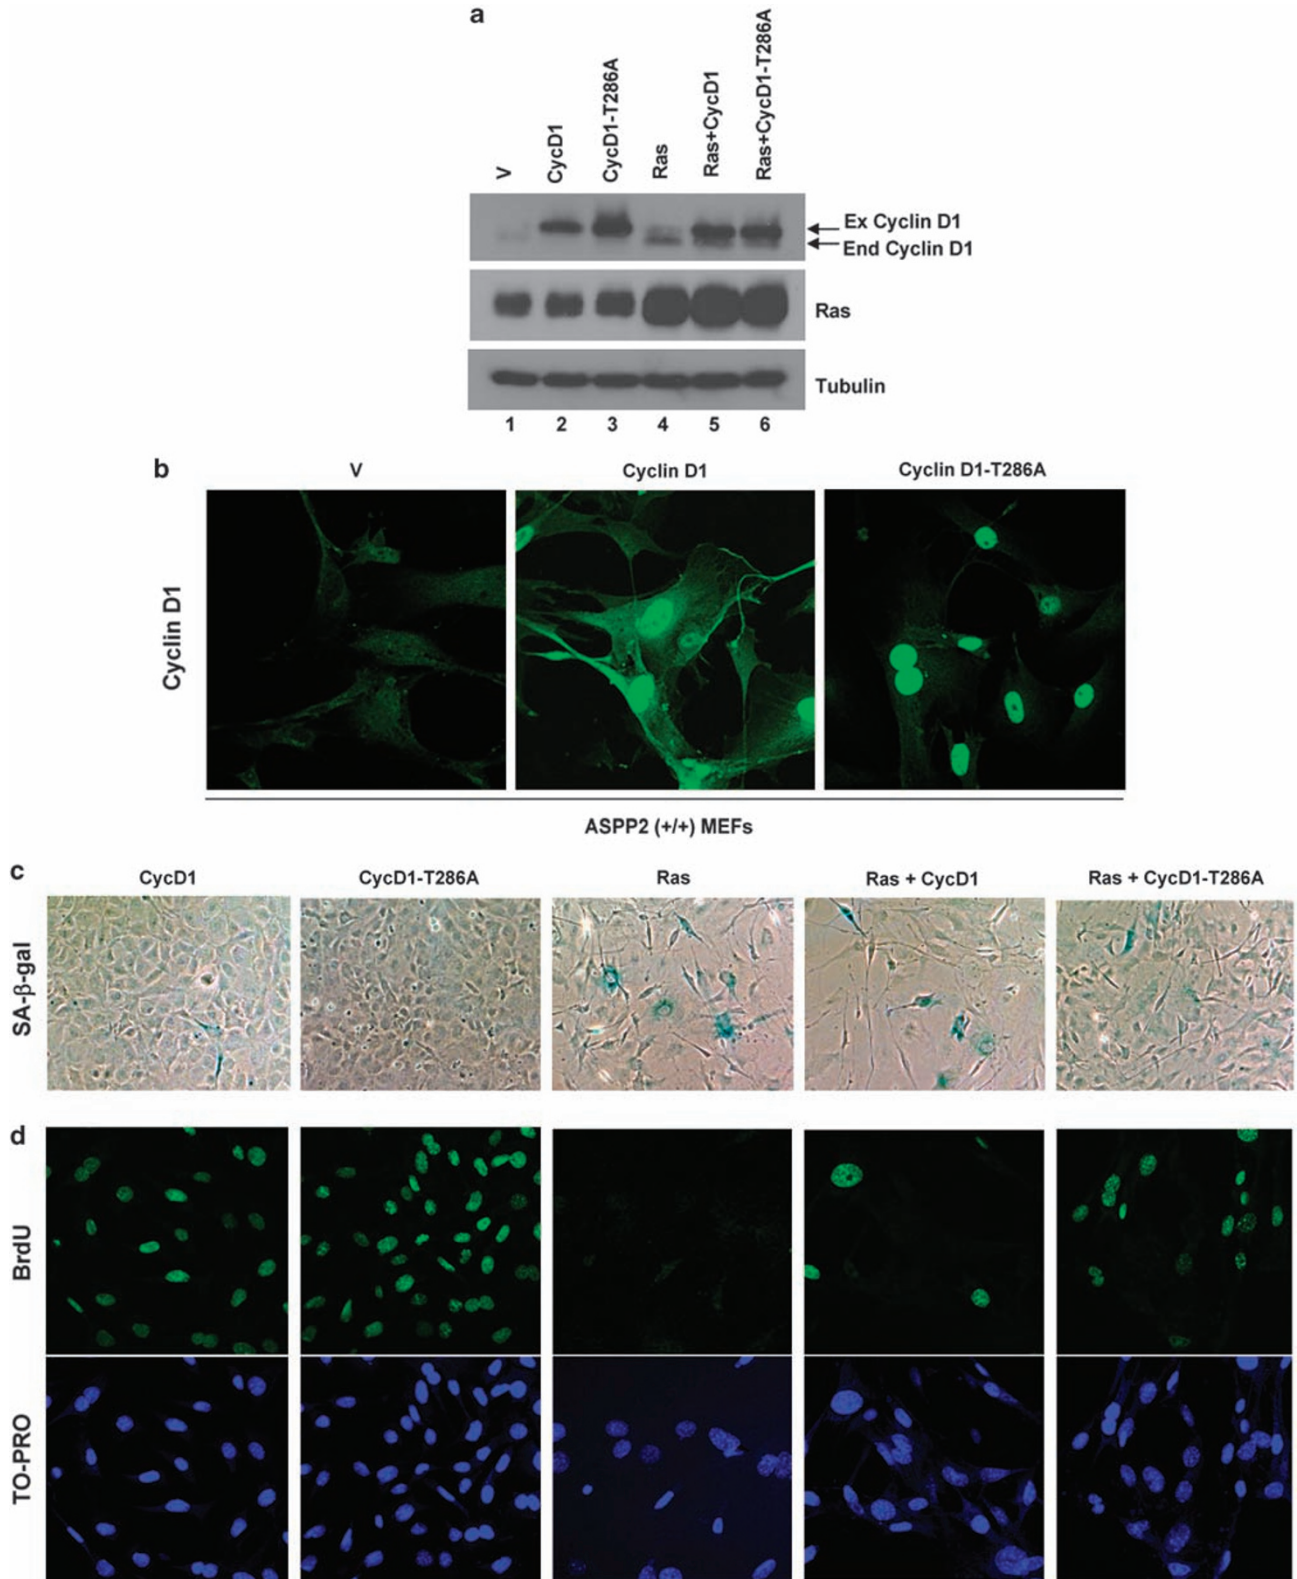 a
V
CycD1
CycD1-T286A
Ras
Ras+CycD1
Ras+CycD1-T286A
Ex Cyclin D1
End Cyclin D1
Ras
Tubulin
1 2 3 4 5 6
b
V Cyclin D1 Cyclin D1-T286A
Cyclin D1
ASPP2 (+/+) MEFs
c
CycD1 CycD1-T286A Ras Ras + CycD1 Ras + CycD1-T286A
SA-β-gal
d
BrdU
TO-PRO